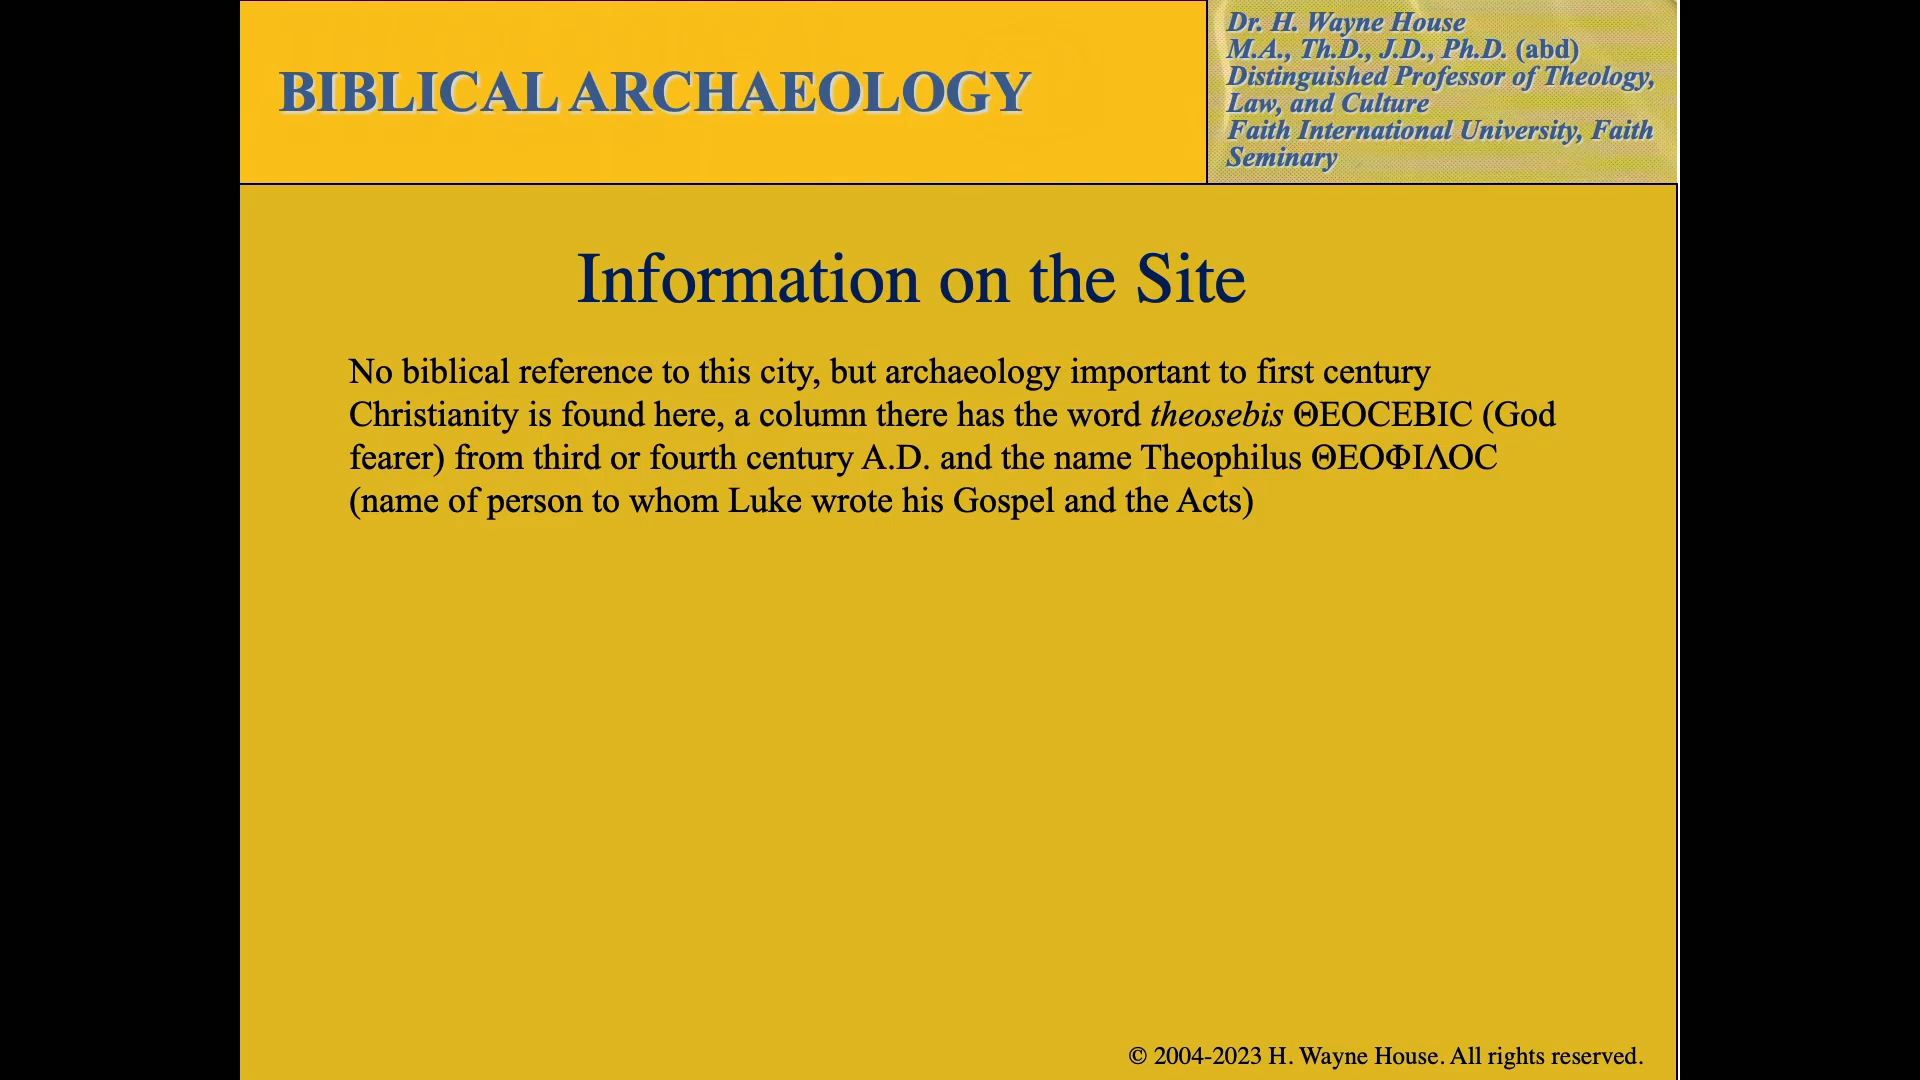 BIBLICAL ARCHAEOLOGY
Dr. H. Wayne House
M.A., Th.D., J.D., Ph.D. (abd)
Distinguished Professor of Theology,
Law, and Culture
Faith International University, Faith
Seminary
Information on the Site
No biblical reference to this city, but archaeology important to first century
Christianity is found here, a column there has the word theosebis ΘΕΟCΕΒΙC (God
fearer) from third or fourth century A.D. and the name Theophilus ΘΕΟΦΙΛΟC
(name of person to whom Luke wrote his Gospel and the Acts)
© 2004-2023 H. Wayne House. All rights reserved.